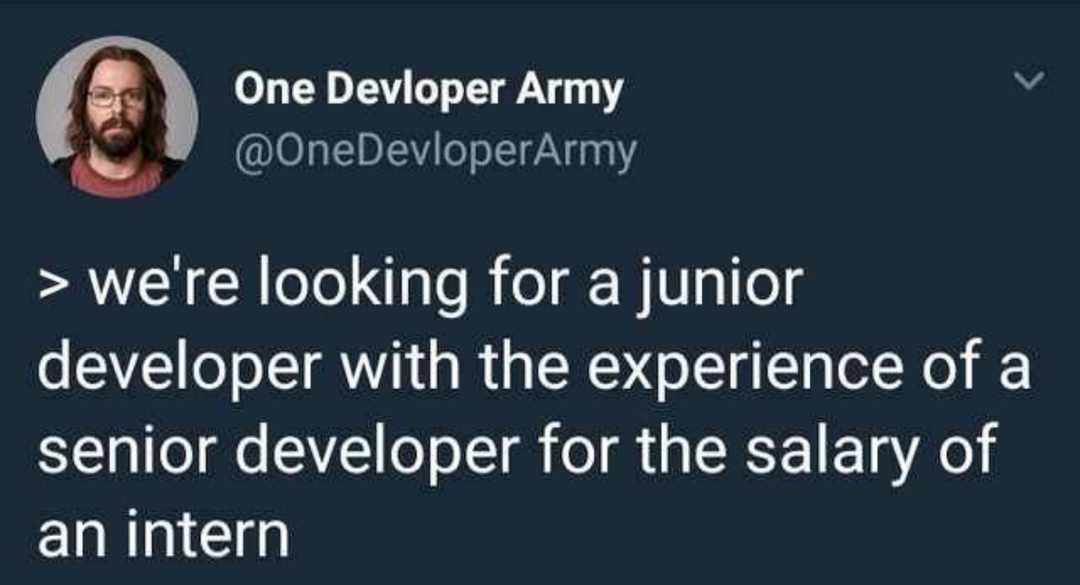 One Devloper Army
@OneDevloperArmy
> we're looking for a junior
developer with the experience of a
senior developer for the salary of
an intern